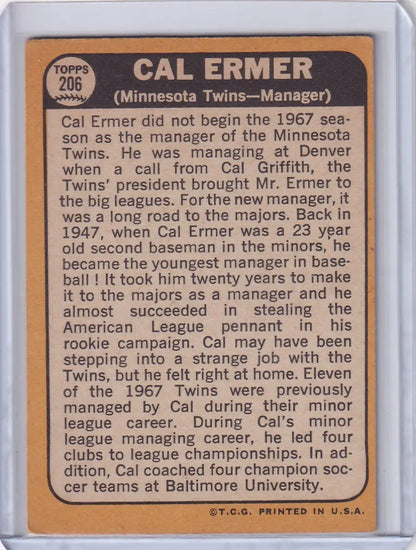 TOPPS
206
CAL ERMER
(Minnesota Twins—Manager)
Cal Ermer did not begin the 1967 sea-
son as the manager of the Minnesota
Twins. He was managing at Denver
when a call from Cal Griffith, the
Twins' president brought Mr. Ermer to
the big leagues. For the new manager, it
was a long road to the majors. Back in
1947, when Cal Ermer was a 23 year
old second baseman in the minors, he
became the youngest manager in base-
ball ! It took him twenty years to make
it to the majors as a manager and he
almost succeeded in stealing the
American League pennant in his
rookie campaign. Cal may have been
stepping into a strange job with the
Twins, but he felt right at home. Eleven
of the 1967 Twins were previously
managed by Cal during their minor
league career. During Cal's minor
league managing career, he led four
clubs to league championships. In ad-
dition, Cal coached four champion soc-
cer teams at Baltimore University.
©T.C.G. PRINTED IN U.S.A.